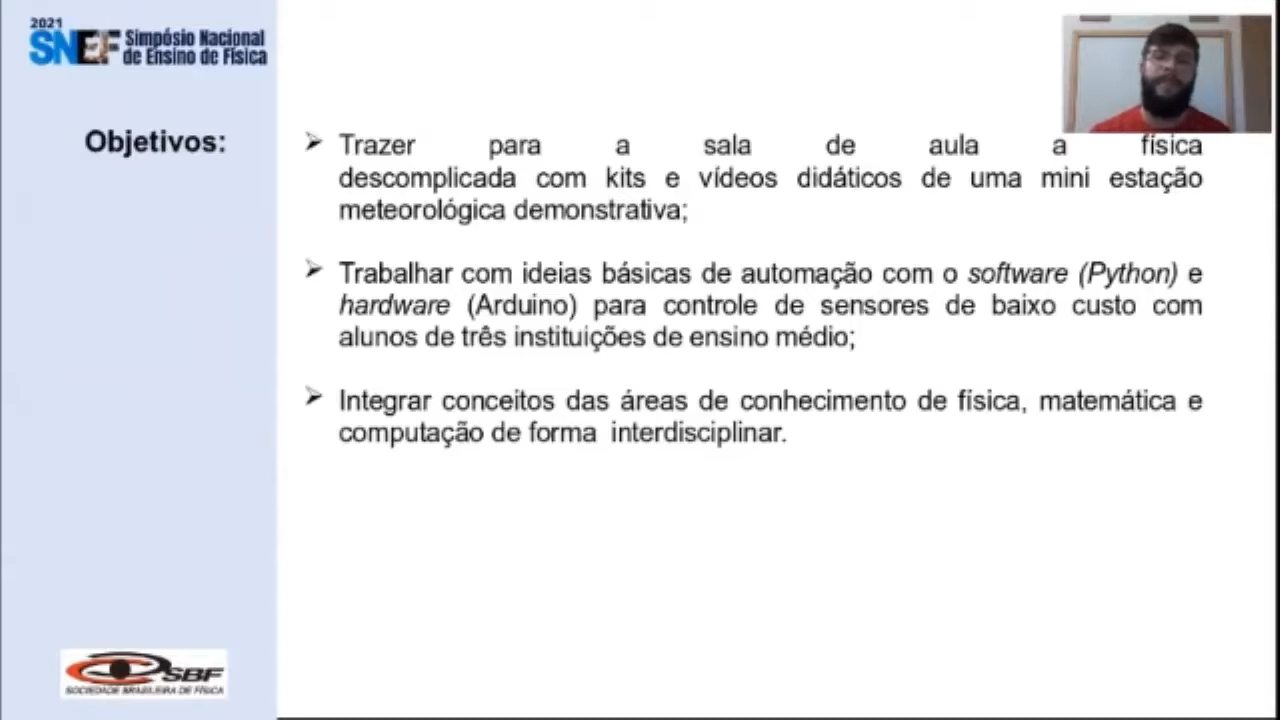 2021
SNEF Simpósio Nacional
de Ensino de Física
Objetivos:
Trazer para a sala de aula a física
descomplicada com kits e vídeos didáticos de uma mini estação
meteorológica demonstrativa;
Trabalhar com ideias básicas de automação com o software (Python) e
hardware (Arduino) para controle de sensores de baixo custo com
alunos de três instituições de ensino médio;
Integrar conceitos das áreas de conhecimento de física, matemática e
computação de forma interdisciplinar.
SBF
SOCIEDADE BRASILEIRA DE FÍSICA